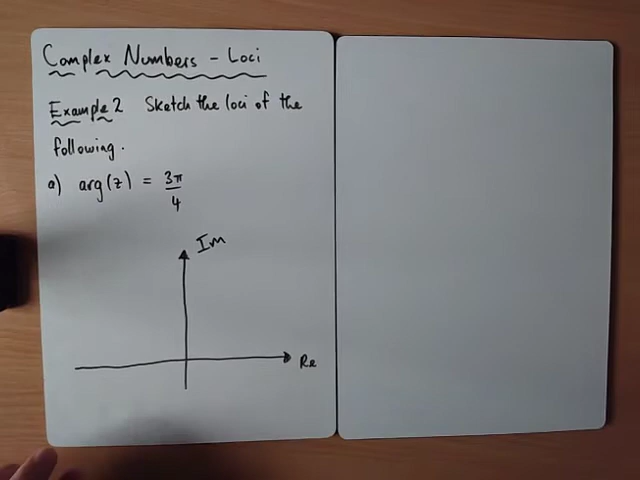 Complex Numbers - Loci
Example 2 Sketch the loci of the
following.
a) arg(z) = 3π/4
Im
Re